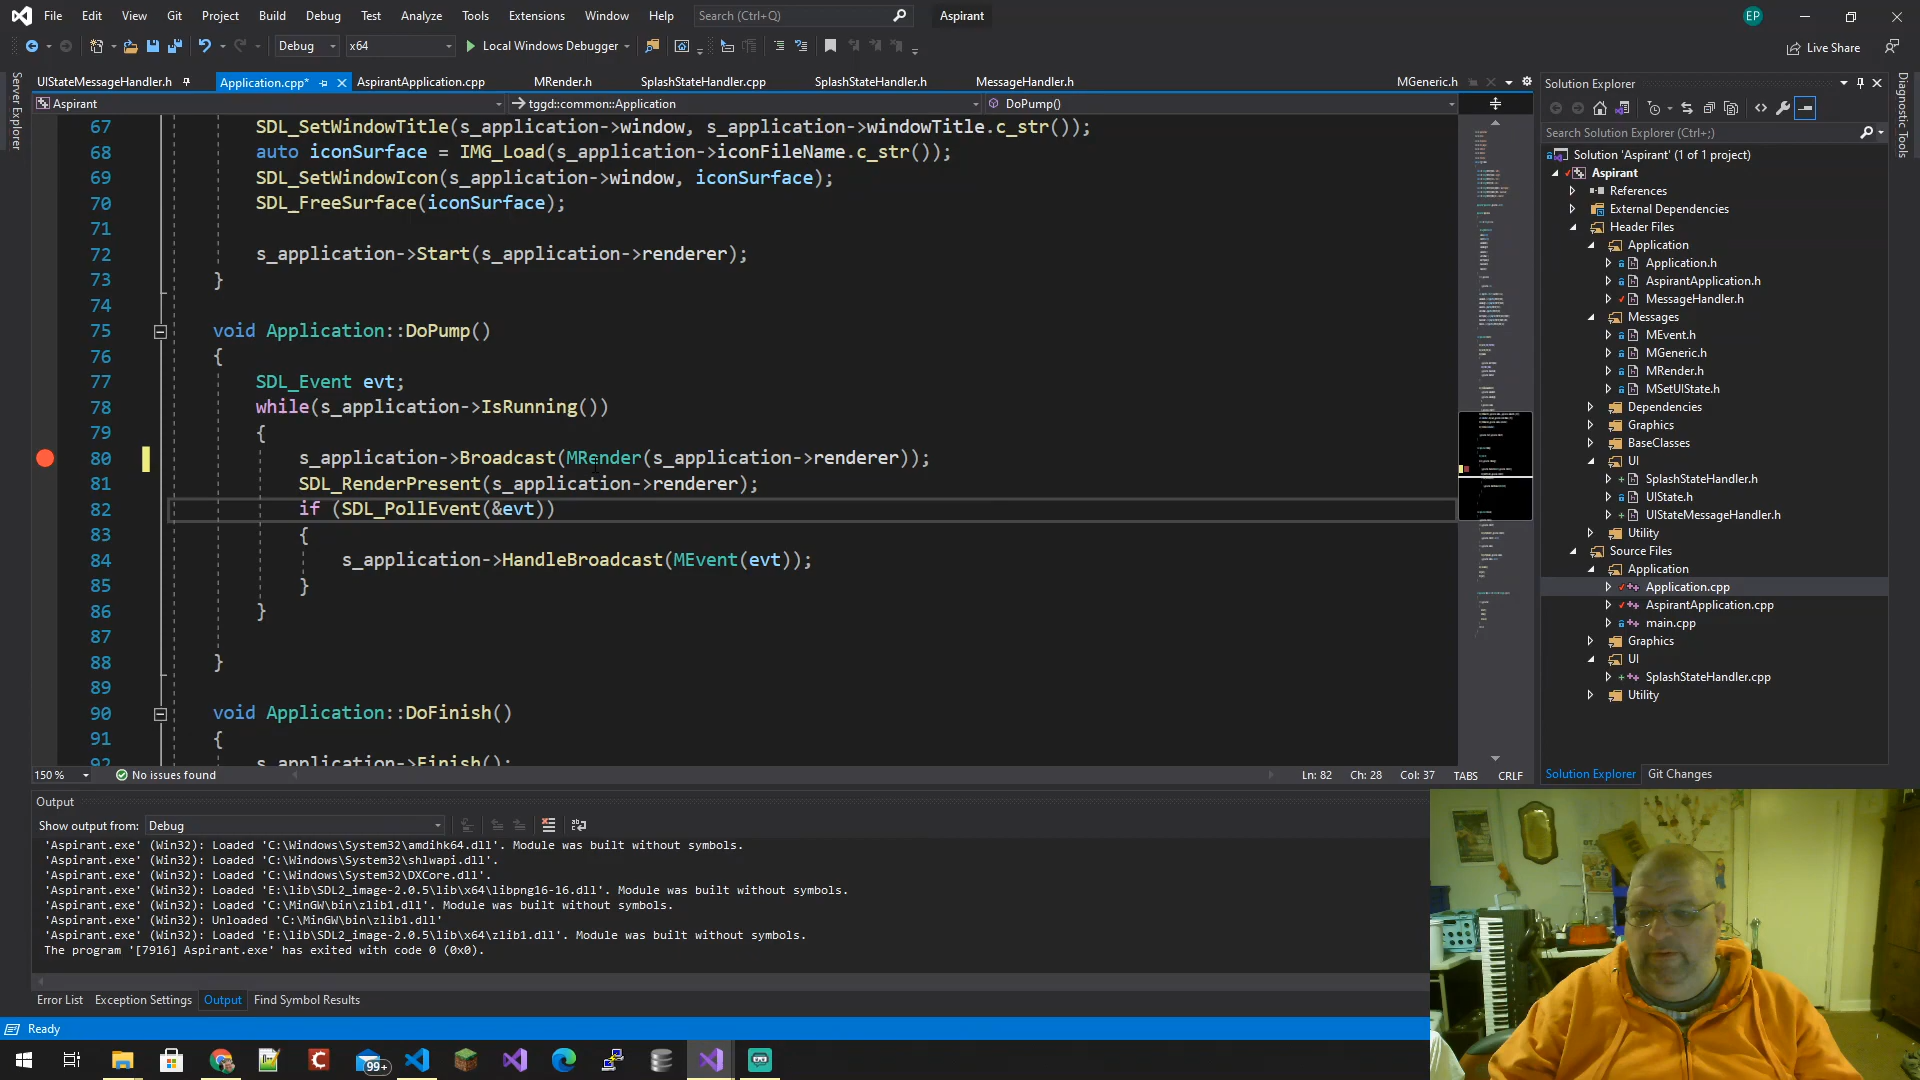 File Edit View Git Project Build Debug Test Analyze Tools Extensions Window Help Search (Ctrl+Q) Aspirant EP
Debug x64 Local Windows Debugger Live Share
UIStateMessageHandler.h Application.cpp* AspirantApplication.cpp MRender.h SplashStateHandler.cpp SplashStateHandler.h MessageHandler.h MGeneric.h
Aspirant tggd::common::Application DoPump()
67 SDL_SetWindowTitle(s_application->window, s_application->windowTitle.c_str());
68 auto iconSurface = IMG_Load(s_application->iconFileName.c_str());
69 SDL_SetWindowIcon(s_application->window, iconSurface);
70 SDL_FreeSurface(iconSurface);
71
72 s_application->Start(s_application->renderer);
73 }
74
75 void Application::DoPump()
76 {
77 SDL_Event evt;
78 while(s_application->IsRunning())
79 {
80 s_application->Broadcast(MRender(s_application->renderer));
81 SDL_RenderPresent(s_application->renderer);
82 if (SDL_PollEvent(&evt))
83 {
84 s_application->HandleBroadcast(MEvent(evt));
85 }
86 }
87
88 }
89
90 void Application::DoFinish()
91 {
92 s_application->Finish();
150 % No issues found Ln: 82 Ch: 28 Col: 37 TABS CRLF
Output
Show output from: Debug
'Aspirant.exe' (Win32): Loaded 'C:\Windows\System32\amdihk64.dll'. Module was built without symbols.
'Aspirant.exe' (Win32): Loaded 'C:\Windows\System32\shlwapi.dll'.
'Aspirant.exe' (Win32): Loaded 'C:\Windows\System32\DXCore.dll'.
'Aspirant.exe' (Win32): Loaded 'E:\lib\SDL2_image-2.0.5\lib\x64\libpng16-16.dll'. Module was built without symbols.
'Aspirant.exe' (Win32): Loaded 'C:\MinGW\bin\zlib1.dll'. Module was built without symbols.
'Aspirant.exe' (Win32): Unloaded 'C:\MinGW\bin\zlib1.dll'
'Aspirant.exe' (Win32): Loaded 'E:\lib\SDL2_image-2.0.5\lib\x64\zlib1.dll'. Module was built without symbols.
The program '[7916] Aspirant.exe' has exited with code 0 (0x0).
Error List Exception Settings Output Find Symbol Results
Ready
99+
Server Explorer
Solution Explorer
Search Solution Explorer (Ctrl+;)
Solution 'Aspirant' (1 of 1 project)
Aspirant
References
External Dependencies
Header Files
Application
Application.h
AspirantApplication.h
MessageHandler.h
Messages
MEvent.h
MGeneric.h
MRender.h
MSetUIState.h
Dependencies
Graphics
BaseClasses
UI
SplashStateHandler.h
UIState.h
UIStateMessageHandler.h
Utility
Source Files
Application
Application.cpp
AspirantApplication.cpp
main.cpp
Graphics
UI
SplashStateHandler.cpp
Utility
Solution Explorer Git Changes
Diagnostic Tools